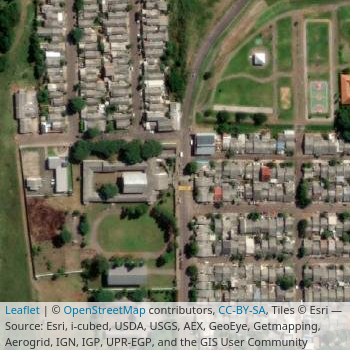 Leaflet | © OpenStreetMap contributors, CC-BY-SA, Tiles © Esri —
Source: Esri, i-cubed, USDA, USGS, AEX, GeoEye, Getmapping,
Aerogrid, IGN, IGP, UPR-EGP, and the GIS User Community